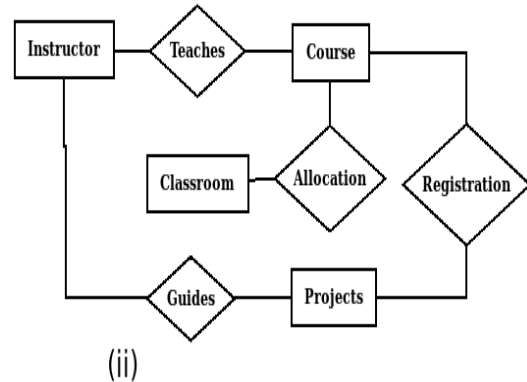 Instructor
Teaches
Course
Classroom
Allocation
Registration
Guides
Projects
(ii)